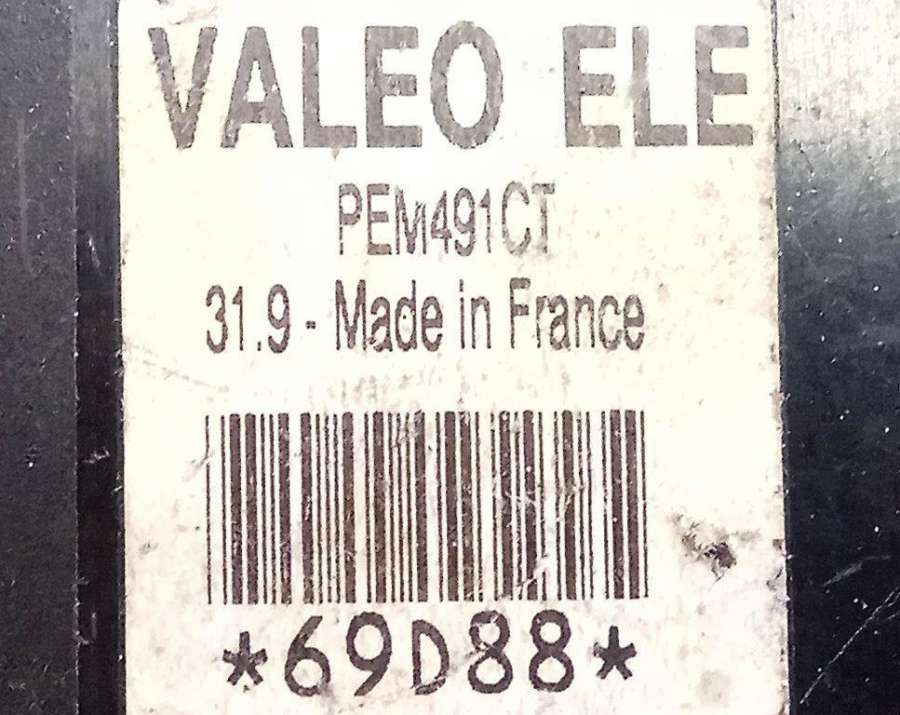 VALEO ELE
PEM491CT
31.9 - Made in France
*69D88*